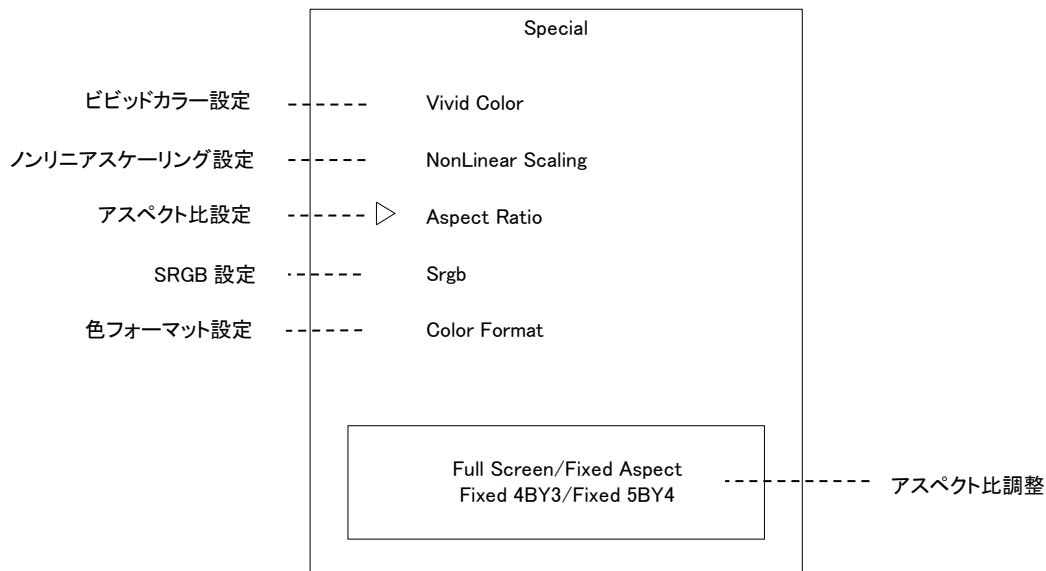 Special
ビビッドカラー設定 Vivid Color
ノンリニアスケーリング設定 NonLinear Scaling
アスペクト比設定 Aspect Ratio
SRGB 設定 Srgb
色フォーマット設定 Color Format
Full Screen/Fixed Aspect
Fixed 4BY3/Fixed 5BY4
アスペクト比調整